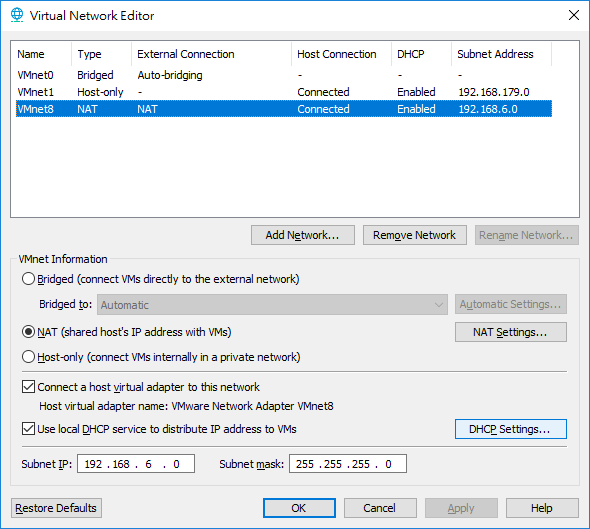 Virtual Network Editor
Name Type External Connection Host Connection DHCP Subnet Address
VMnet0 Bridged Auto-bridging - - -
VMnet1 Host-only - Connected Enabled 192.168.179.0
VMnet8 NAT NAT Connected Enabled 192.168.6.0
Add Network... Remove Network Rename Network...
VMnet Information
Bridged (connect VMs directly to the external network)
Bridged to: Automatic Automatic Settings...
NAT (shared host's IP address with VMs) NAT Settings...
Host-only (connect VMs internally in a private network)
Connect a host virtual adapter to this network
Host virtual adapter name: VMware Network Adapter VMnet8
Use local DHCP service to distribute IP address to VMs DHCP Settings...
Subnet IP: 192 . 168 . 6 . 0 Subnet mask: 255 . 255 . 255 . 0
Restore Defaults OK Cancel Apply Help